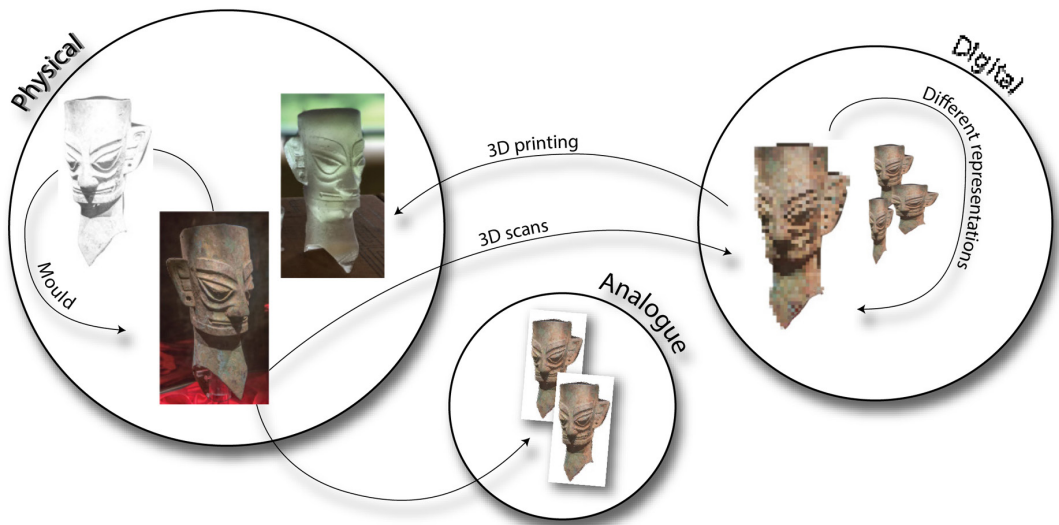 Physical
Digital
Different representations
3D printing
3D scans
Mould
Analogue